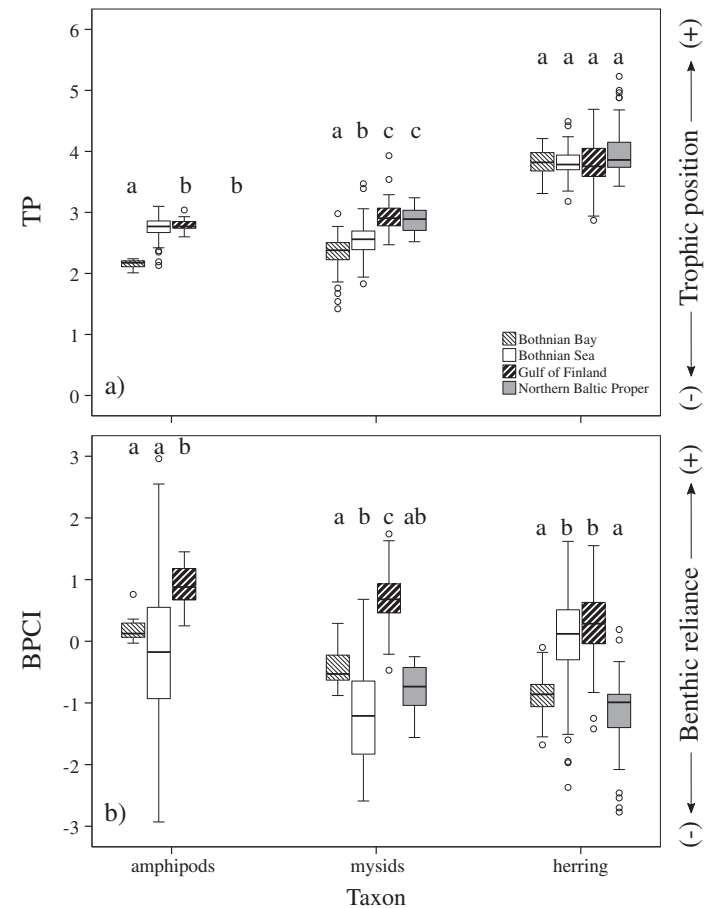 6
5
4
3
2
1
0
TP
a b b
a b c c
a a a a
Bothnian Bay
Bothnian Sea
Gulf of Finland
Northern Baltic Proper
a)
(+)
Trophic position
(-)
3
2
1
0
-1
-2
-3
BPCI
a a b
a b c ab
a b b a
b)
(+)
Benthic reliance
(-)
amphipods mysids herring
Taxon